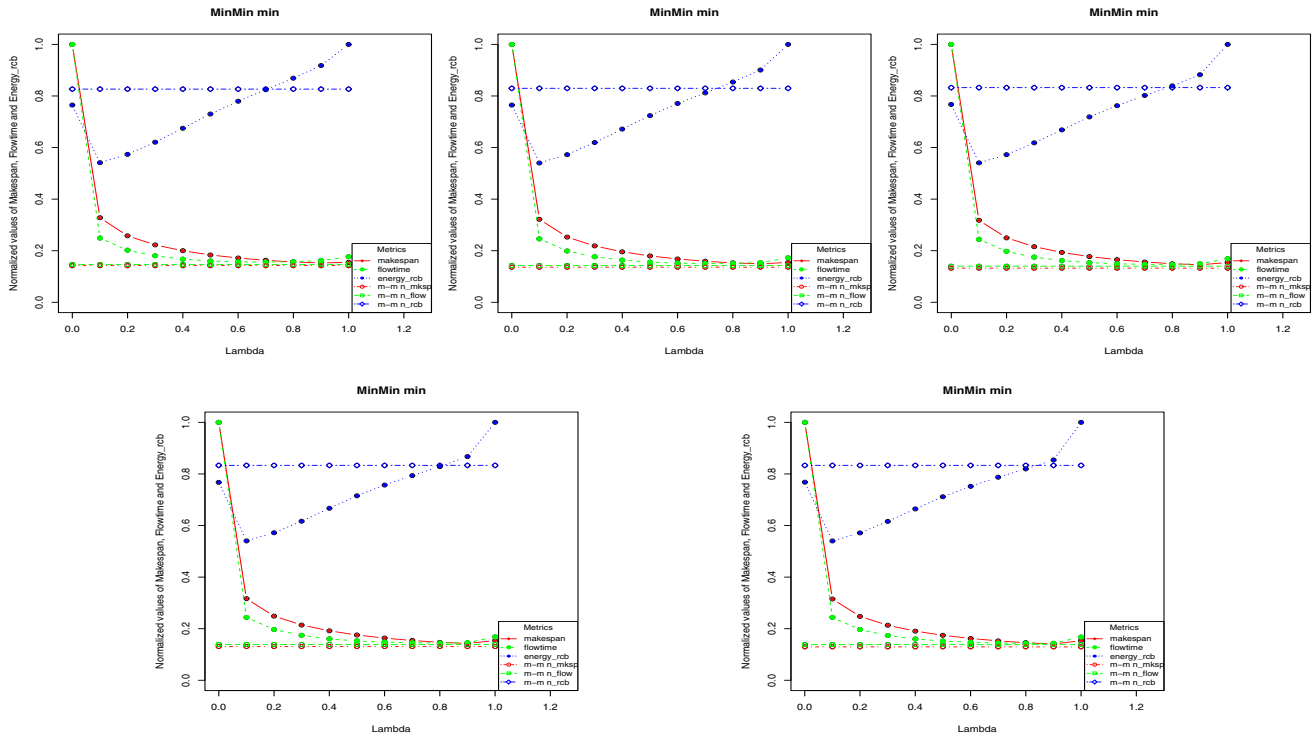 MinMin min
Normalized values of Makespan, Flowtime and Energy_rcb
1.0
0.8
0.6
0.4
0.2
0.0
Metrics
makespan
flowtime
energy_rcb
m−m n_mksp
m−m n_flow
m−m n_rcb
0.0 0.2 0.4 0.6 0.8 1.0 1.2
Lambda
MinMin min
Normalized values of Makespan, Flowtime and Energy_rcb
1.0
0.8
0.6
0.4
0.2
0.0
Metrics
makespan
flowtime
energy_rcb
m−m n_mksp
m−m n_flow
m−m n_rcb
0.0 0.2 0.4 0.6 0.8 1.0 1.2
Lambda
MinMin min
Normalized values of Makespan, Flowtime and Energy_rcb
1.0
0.8
0.6
0.4
0.2
0.0
Metrics
makespan
flowtime
energy_rcb
m−m n_mksp
m−m n_flow
m−m n_rcb
0.0 0.2 0.4 0.6 0.8 1.0 1.2
Lambda
MinMin min
Normalized values of Makespan, Flowtime and Energy_rcb
1.0
0.8
0.6
0.4
0.2
0.0
Metrics
makespan
flowtime
energy_rcb
m−m n_mksp
m−m n_flow
m−m n_rcb
0.0 0.2 0.4 0.6 0.8 1.0 1.2
Lambda
MinMin min
Normalized values of Makespan, Flowtime and Energy_rcb
1.0
0.8
0.6
0.4
0.2
0.0
Metrics
makespan
flowtime
energy_rcb
m−m n_mksp
m−m n_flow
m−m n_rcb
0.0 0.2 0.4 0.6 0.8 1.0 1.2
Lambda